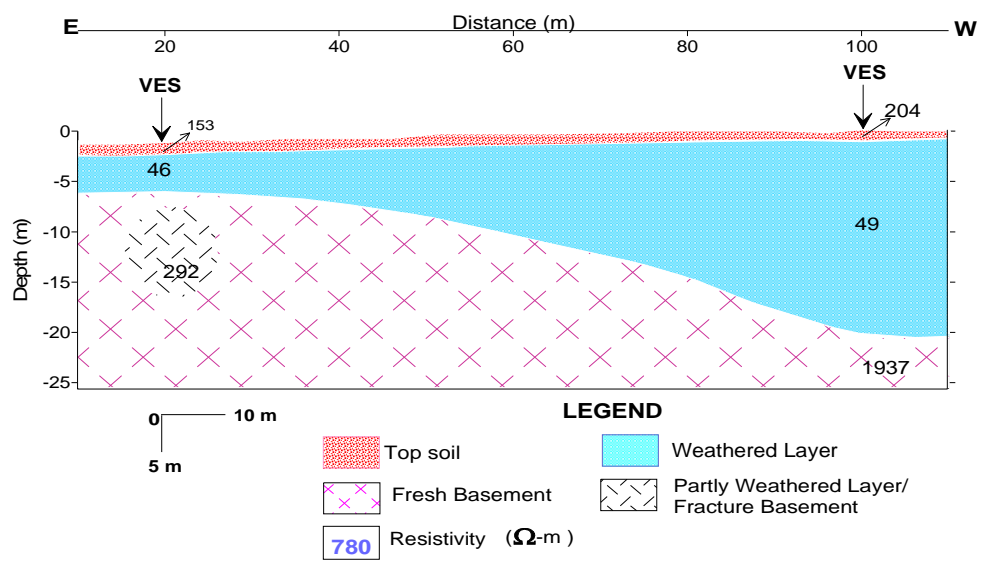 E
Distance (m)
W
20
40
60
80
100
VES
VES
153
204
0
-5
-10
-15
-20
-25
Depth (m)
46
49
292
1937
0
10 m
5 m
LEGEND
Top soil
Weathered Layer
Fresh Basement
Partly Weathered Layer/
Fracture Basement
780
Resistivity (Ω-m )